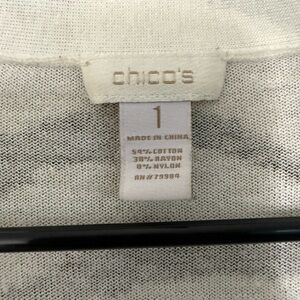 chico's
1
MADE IN CHINA
54% COTTON
38% RAYON
8% NYLON
RN# 79984